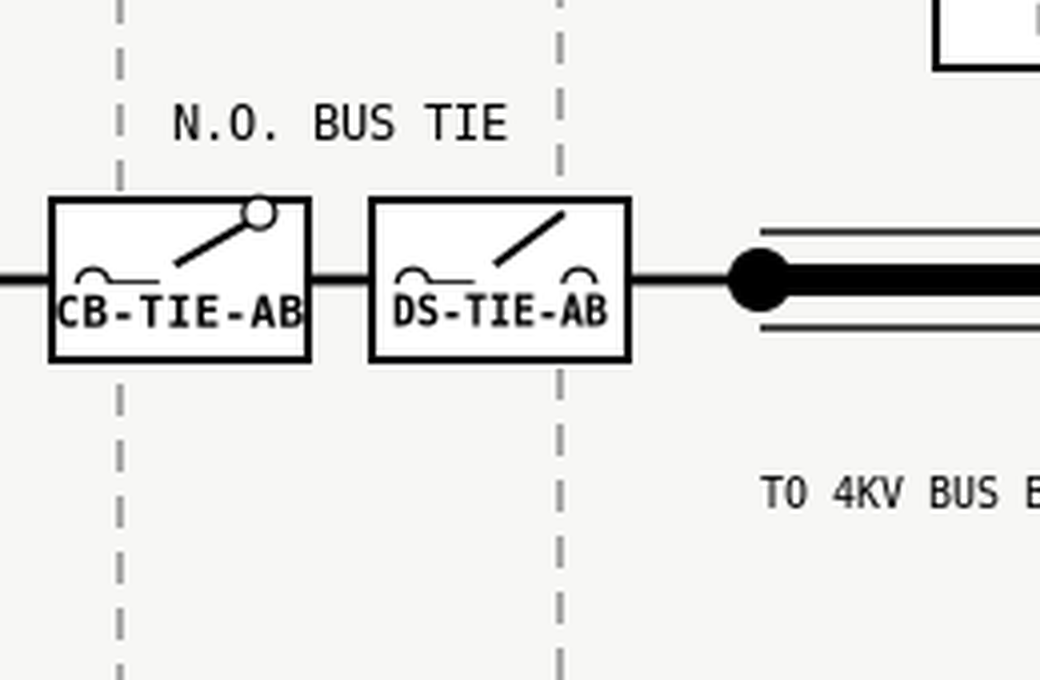 N.O. BUS TIE
CB-TIE-AB
DS-TIE-AB
TO 4KV BUS